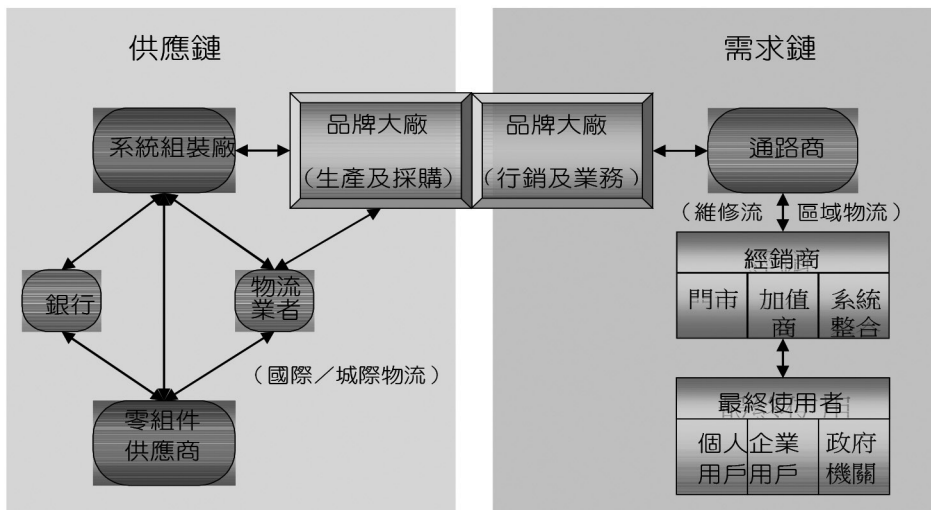 供應鏈
需求鏈
系統組裝廠
品牌大廠
（生產及採購）
品牌大廠
（行銷及業務）
通路商
（維修流 區域物流）
銀行
物流
業者
經銷商
門市
加值
商
系統
整合
（國際／城際物流）
零組件
供應商
最終使用者
個人
用戶
企業
用戶
政府
機關